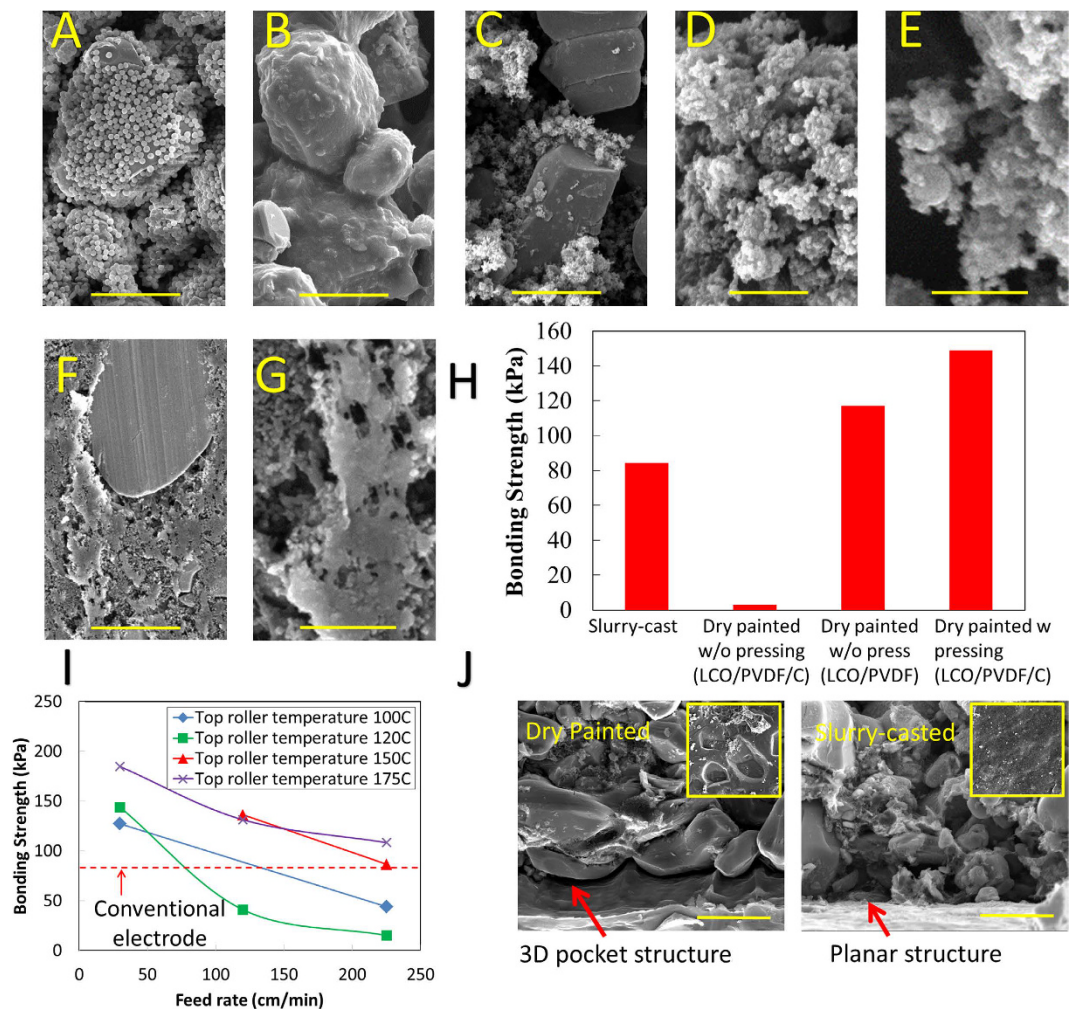 A
B
C
D
E
F
G
H
160
140
120
100
80
60
40
20
0
Bonding Strength (kPa)
Slurry-cast
Dry painted
w/o pressing
(LCO/PVDF/C)
Dry painted
w/o press
(LCO/PVDF)
Dry painted w
pressing
(LCO/PVDF/C)
I
250
200
150
100
50
0
Bonding Strength (kPa)
Top roller temperature 100C
Top roller temperature 120C
Top roller temperature 150C
Top roller temperature 175C
Conventional
electrode
0
50
100
150
200
250
Feed rate (cm/min)
J
Dry Painted
3D pocket structure
Slurry-casted
Planar structure